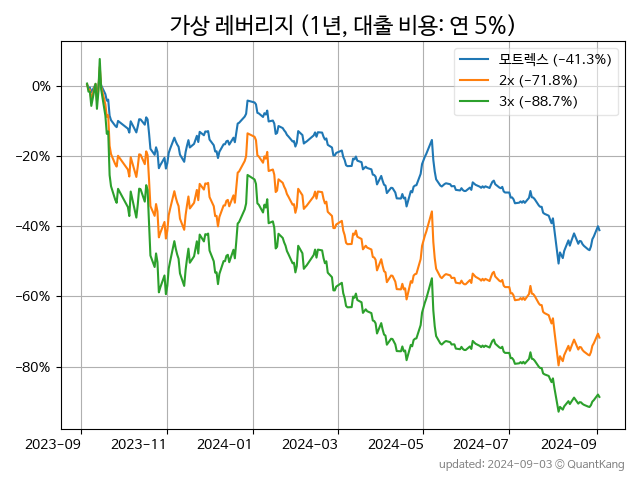 가상 레버리지 (1년, 대출 비용: 연 5%)
모트렉스 (−41.3%)
2x (−71.8%)
3x (−88.7%)
0%
−20%
−40%
−60%
−80%
2023−09 2023−11 2024−01 2024−03 2024−05 2024−07 2024−09
updated: 2024−09−03 © QuantKang